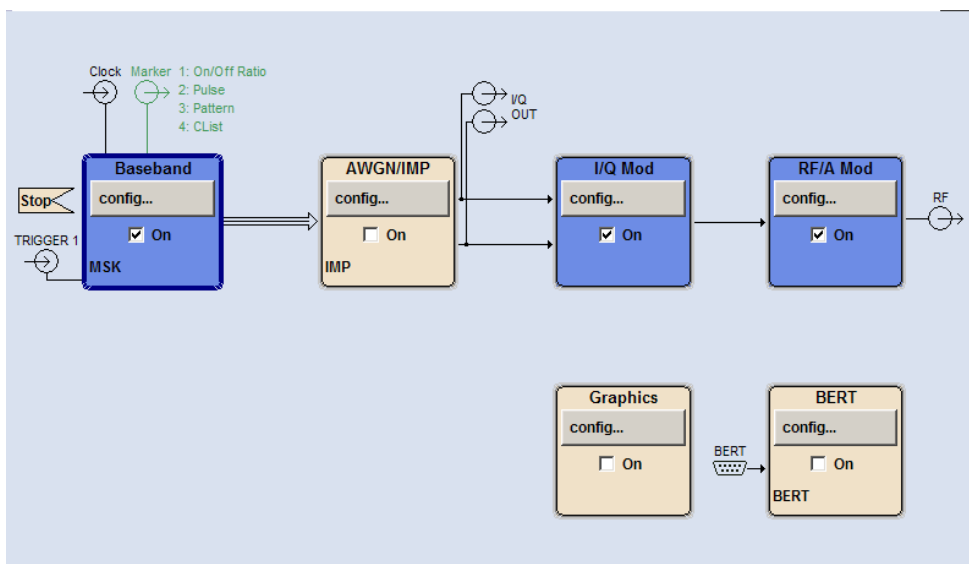 Clock
Marker 1: On/Off Ratio
2: Pulse
3: Pattern
4: CList
I/Q
OUT
Stop
TRIGGER 1
Baseband
config...
On
MSK
AWGN/IMP
config...
On
IMP
I/Q Mod
config...
On
RF/A Mod
config...
On
RF
Graphics
config...
On
BERT
BERT
config...
On
BERT